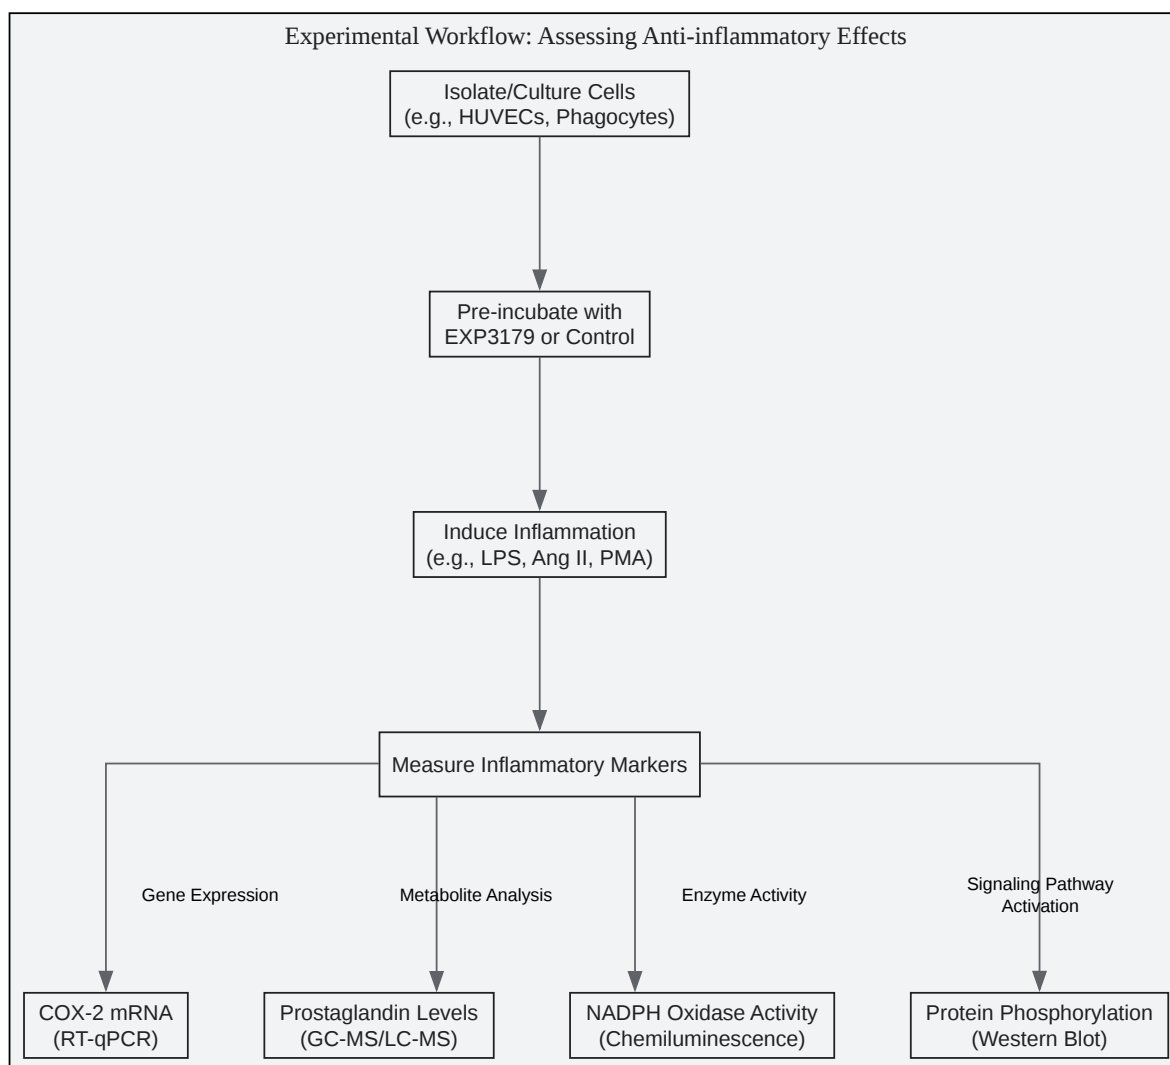 Experimental Workflow: Assessing Anti-inflammatory Effects
Isolate/Culture Cells
(e.g., HUVECs, Phagocytes)
Pre-incubate with
EXP3179 or Control
Induce Inflammation
(e.g., LPS, Ang II, PMA)
Measure Inflammatory Markers
Gene Expression
Metabolite Analysis
Enzyme Activity
Signaling Pathway
Activation
COX-2 mRNA
(RT-qPCR)
Prostaglandin Levels
(GC-MS/LC-MS)
NADPH Oxidase Activity
(Chemiluminescence)
Protein Phosphorylation
(Western Blot)